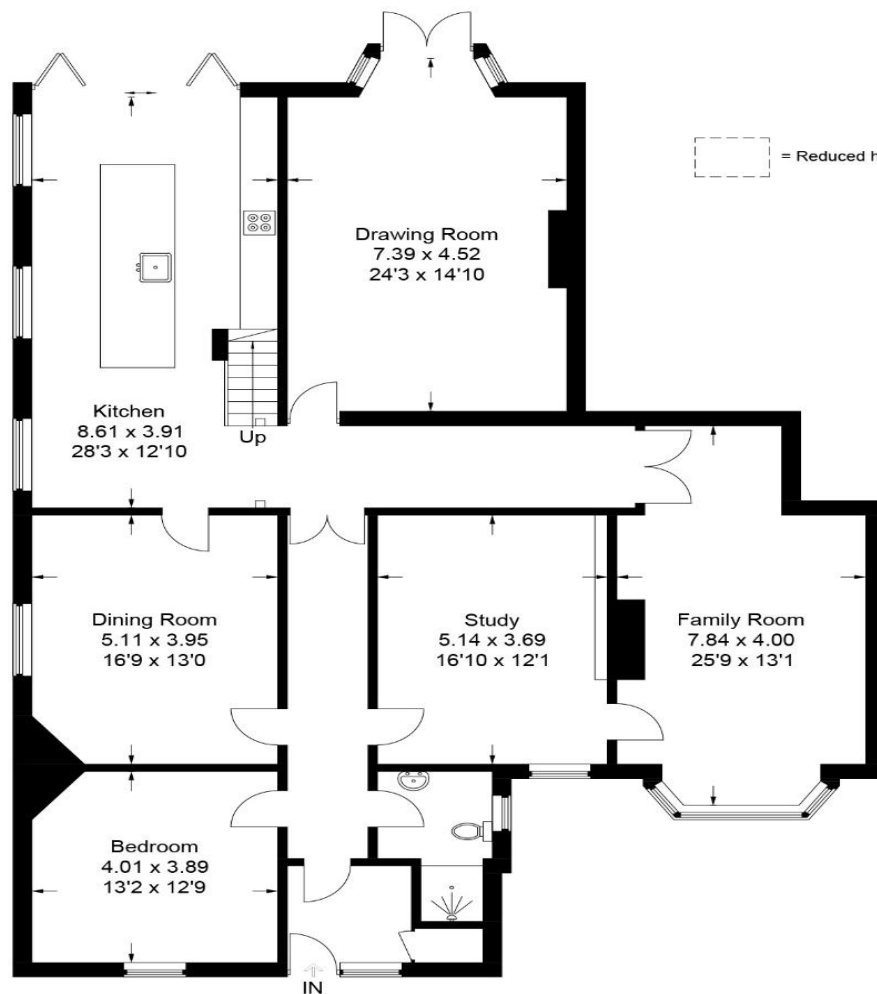 = Reduced h
Drawing Room
7.39 x 4.52
24'3 x 14'10
Kitchen
8.61 x 3.91
28'3 x 12'10
Up
Dining Room
5.11 x 3.95
16'9 x 13'0
Study
5.14 x 3.69
16'10 x 12'1
Family Room
7.84 x 4.00
25'9 x 13'1
Bedroom
4.01 x 3.89
13'2 x 12'9
IN